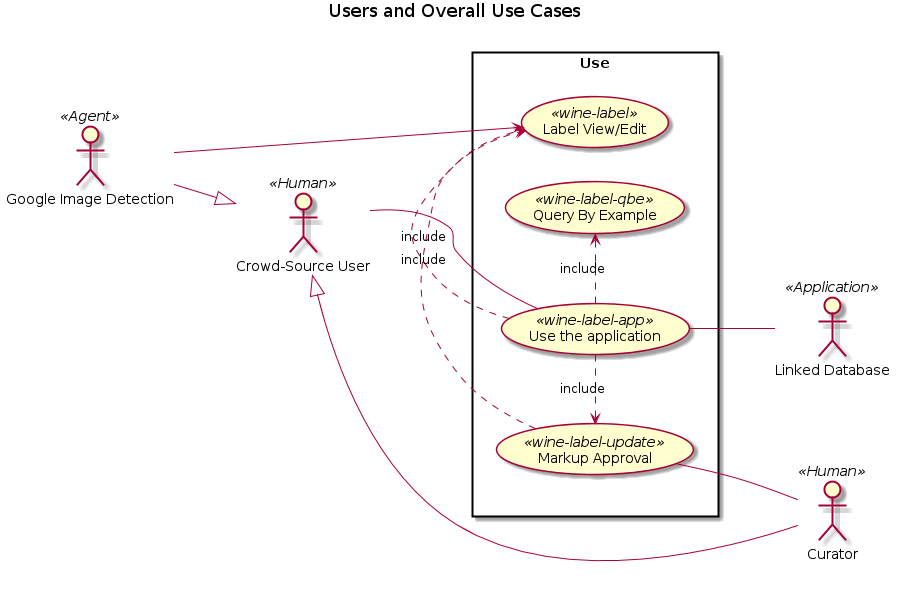 Users and Overall Use Cases
Use
«Agent»
Google Image Detection
«Human»
Crowd-Source User
«wine-label»
Label View/Edit
«wine-label-qbe»
Query By Example
include
include
include
«wine-label-app»
Use the application
include
«wine-label-update»
Markup Approval
«Application»
Linked Database
«Human»
Curator